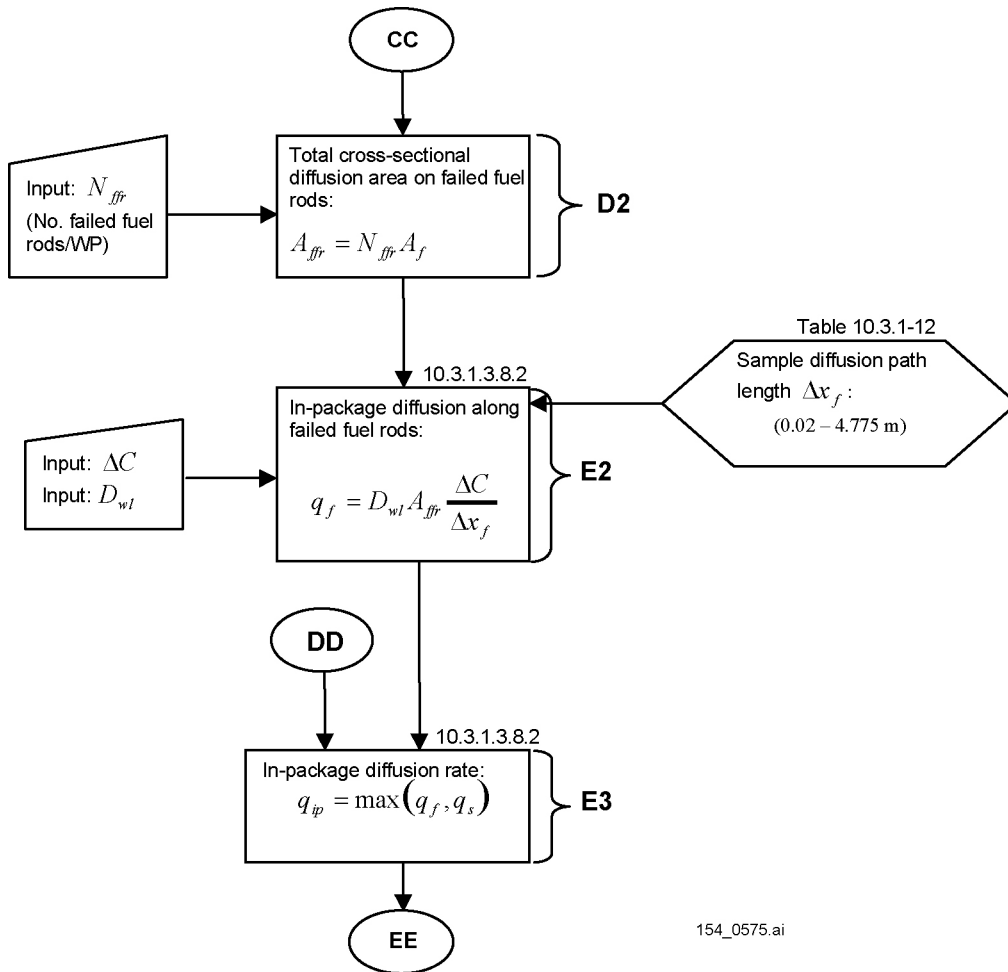 CC
Input: N_ffr
(No. failed fuel
rods/WP)
Total cross-sectional
diffusion area on failed fuel
rods:
A_ffr = N_ffr A_f
D2
Table 10.3.1-12
Sample diffusion path
length Δx_f :
(0.02 – 4.775 m)
10.3.1.3.8.2
In-package diffusion along
failed fuel rods:
q_f = D_w1 A_ffr ΔC / Δx_f
E2
Input: ΔC
Input: D_w1
DD
10.3.1.3.8.2
In-package diffusion rate:
q_ip = max(q_f , q_s)
E3
EE
154_0575.ai